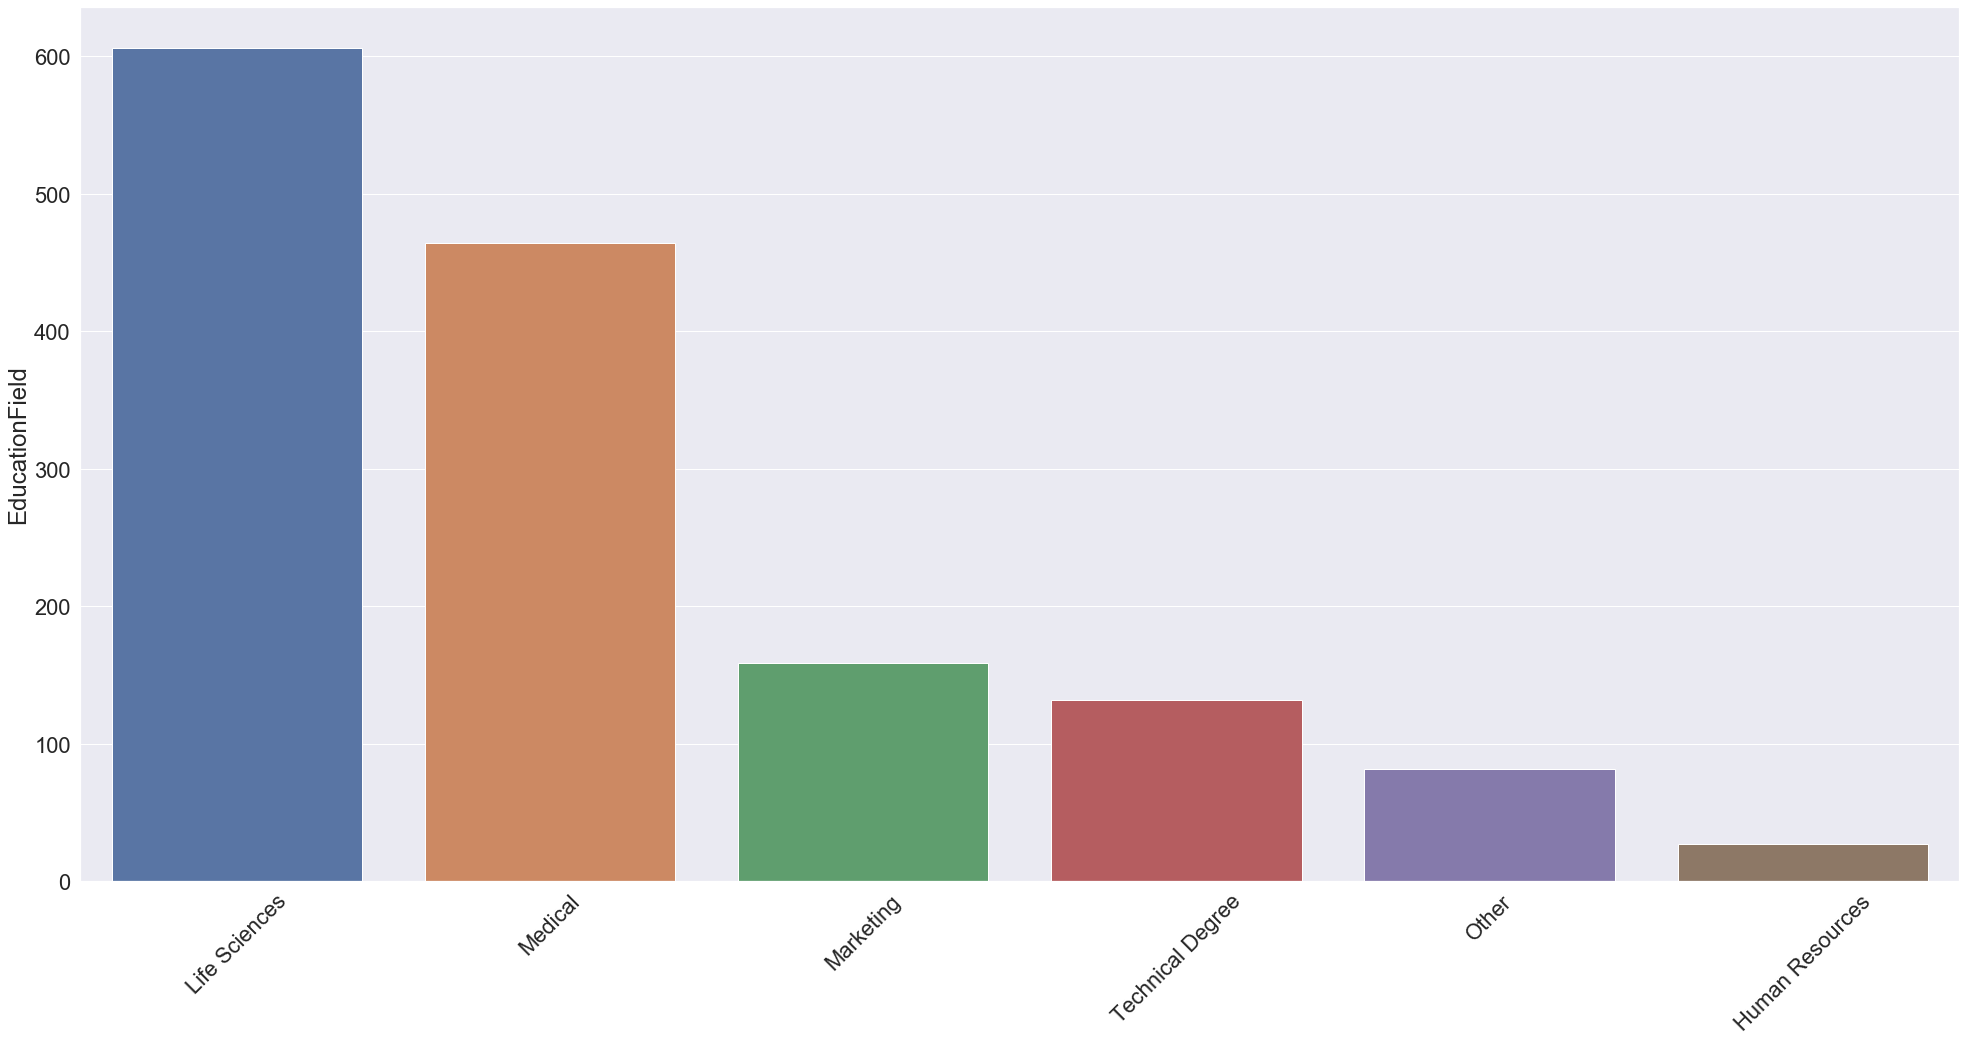 600
500
400
300
200
100
0
EducationField
Life Sciences
Medical
Marketing
Technical Degree
Other
Human Resources